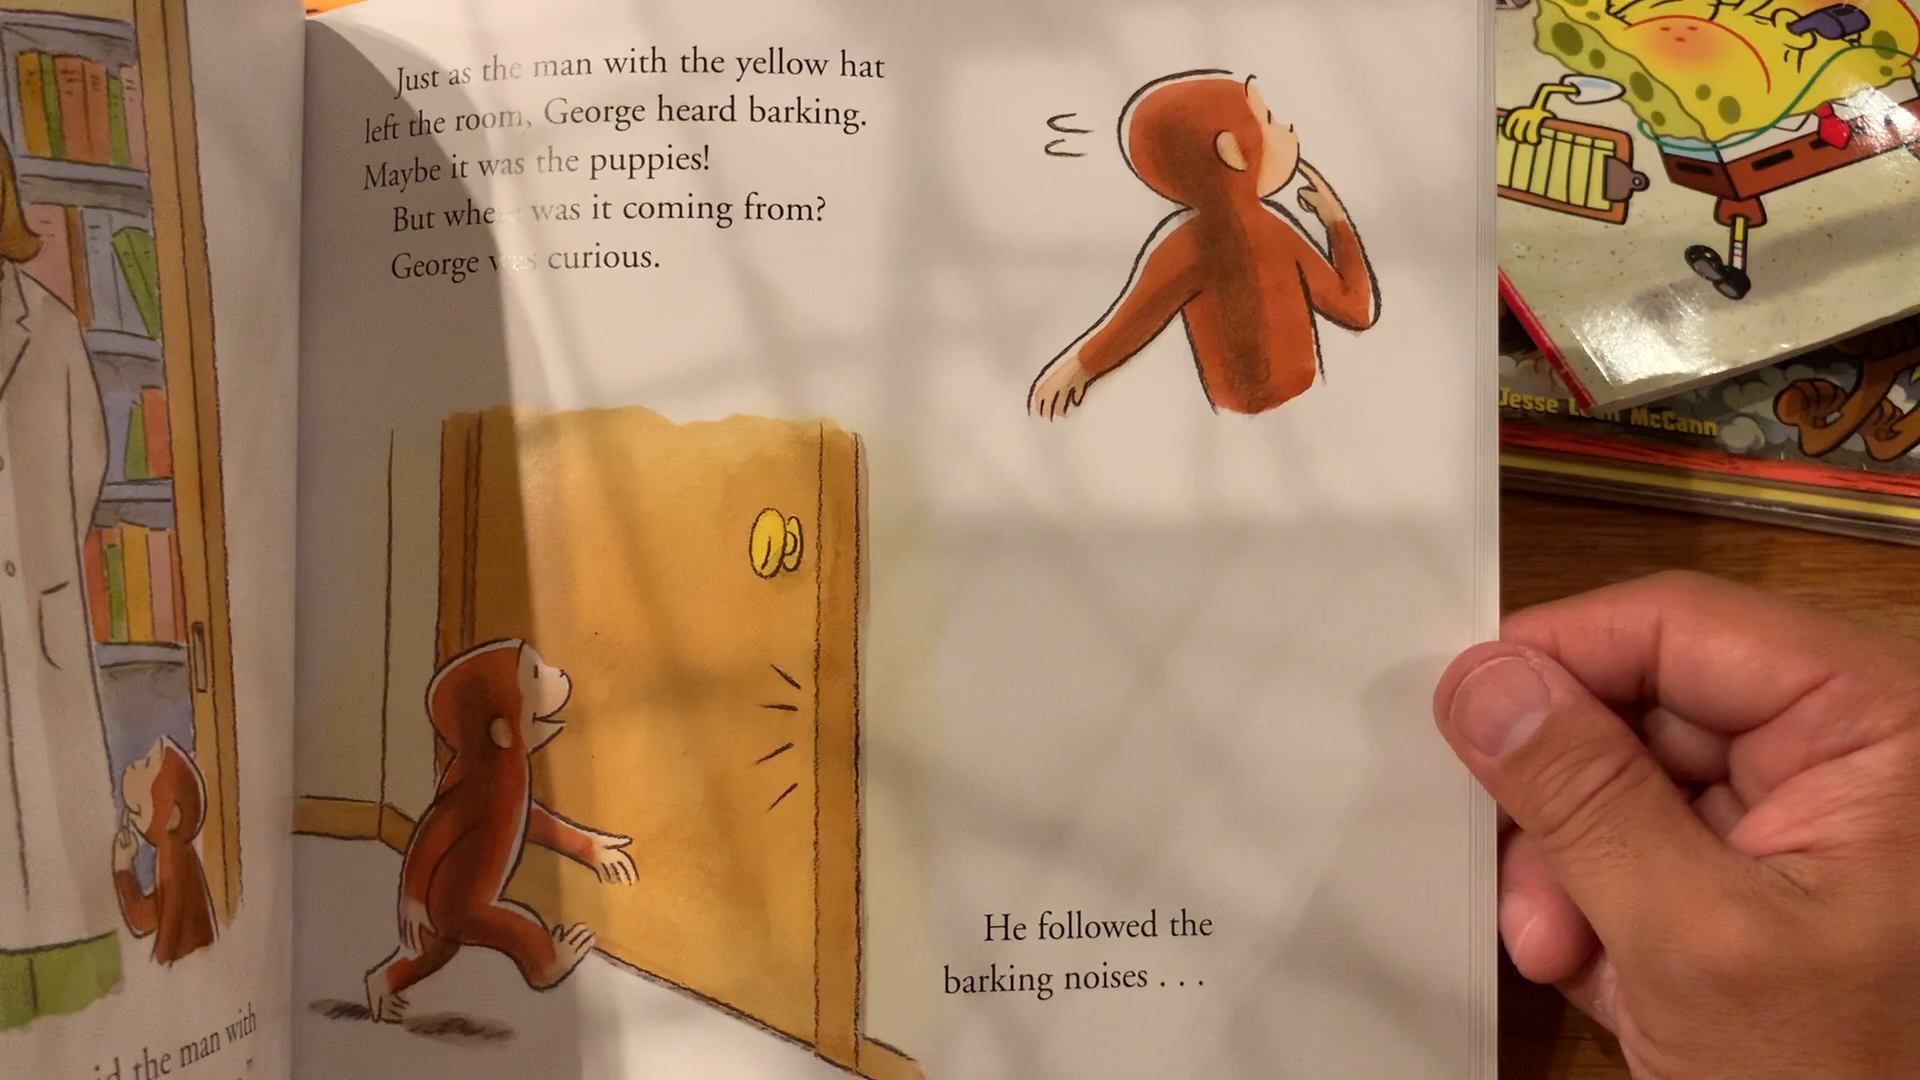 Just as the man with the yellow hat
left the room, George heard barking.
Maybe it was the puppies!
But where was it coming from?
George was curious.
He followed the
barking noises . . .
the man with
"
Jesse McCann